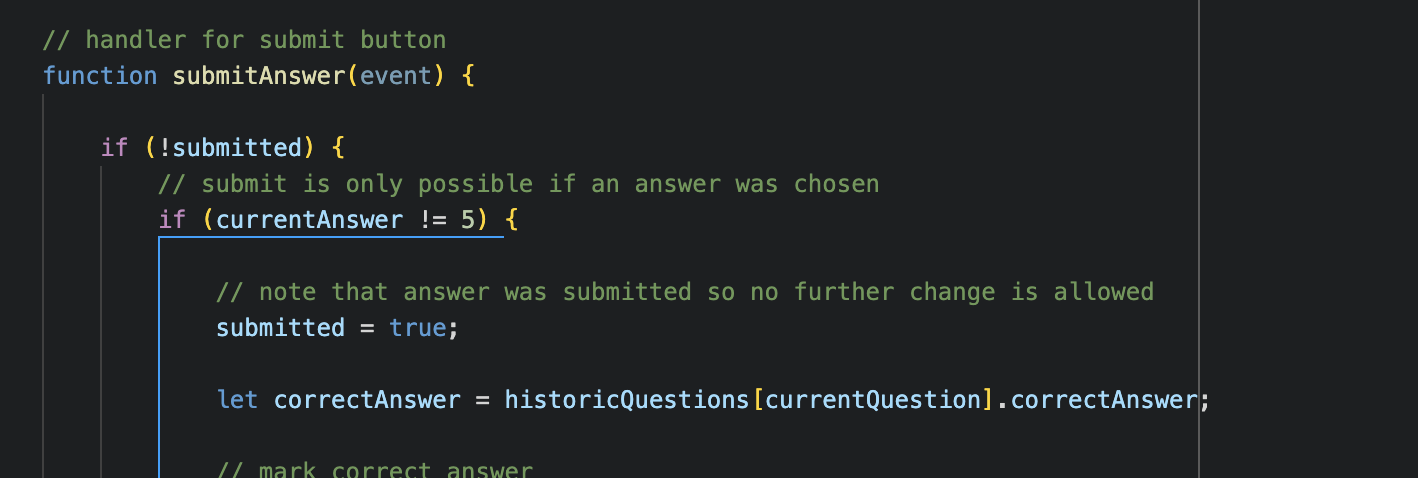 // handler for submit button
function submitAnswer(event) {
if (!submitted) {
// submit is only possible if an answer was chosen
if (currentAnswer != 5) {
// note that answer was submitted so no further change is allowed
submitted = true;
let correctAnswer = historicQuestions[currentQuestion].correctAnswer;
// mark correct answer